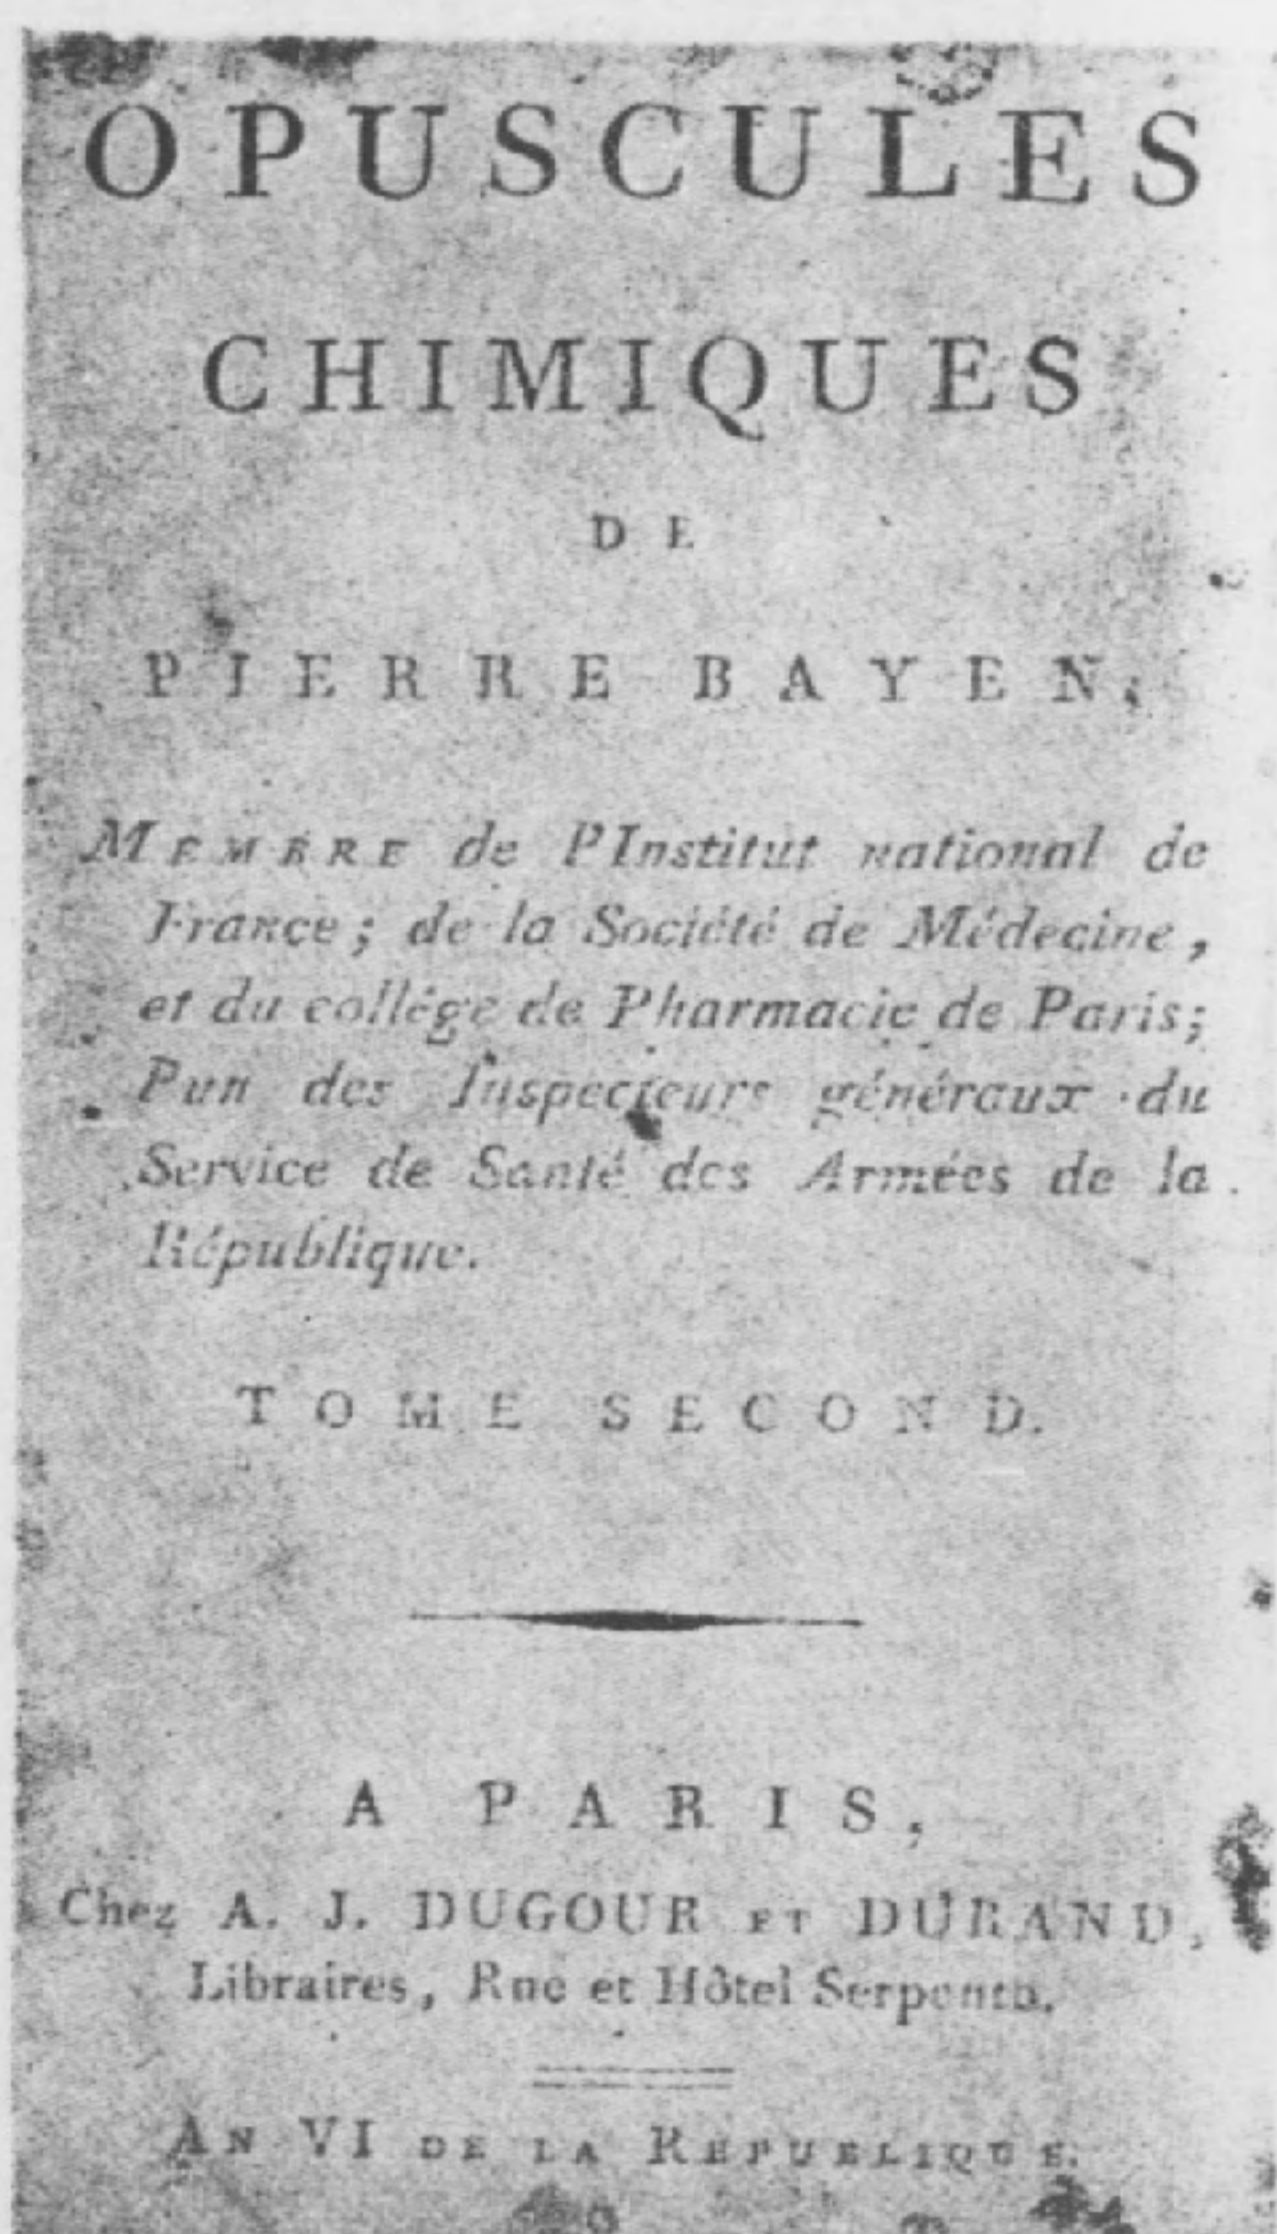 OPUSCULES
CHIMIQUES
DE
PIERRE BAYEN,
MEMBRE de l'Institut national de
France; de la Société de Médecine,
et du collége de Pharmacie de Paris;
l'un des Inspecteurs généraux du
Service de Santé des Armées de la
République.
TOME SECOND.
A PARIS,
Chez A. J. DUGOUR ET DURAND,
Libraires, Rue et Hôtel Serpente.
AN VI DE LA REPUBLIQUE.